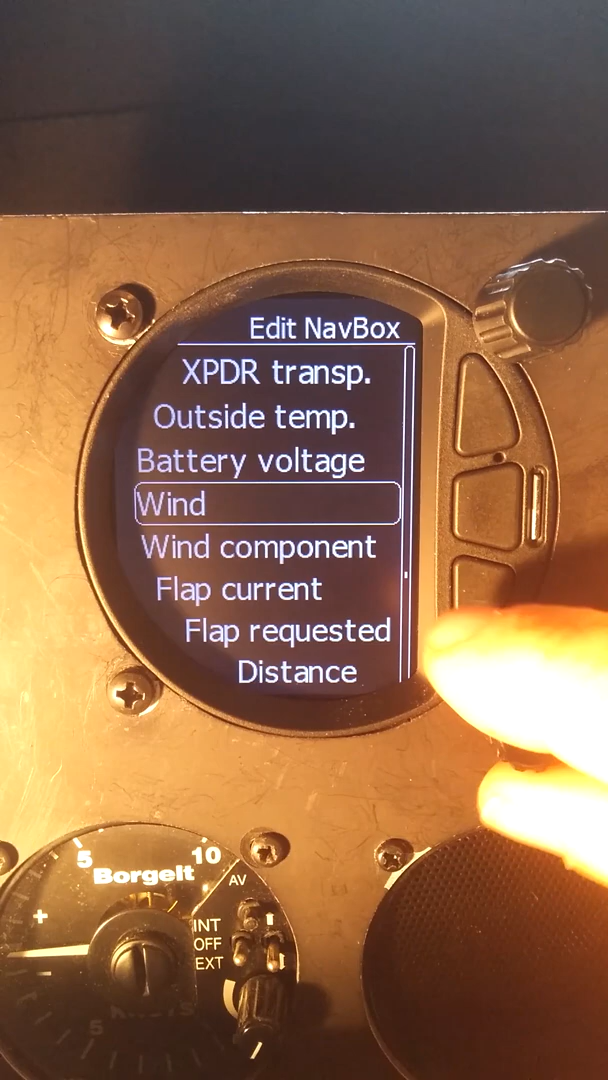 Edit NavBox
XPDR transp.
Outside temp.
Battery voltage
Wind
Wind component
Flap current
Flap requested
Distance
5
10
Borgelt
AV
+
INT
OFF
-
EXT
5